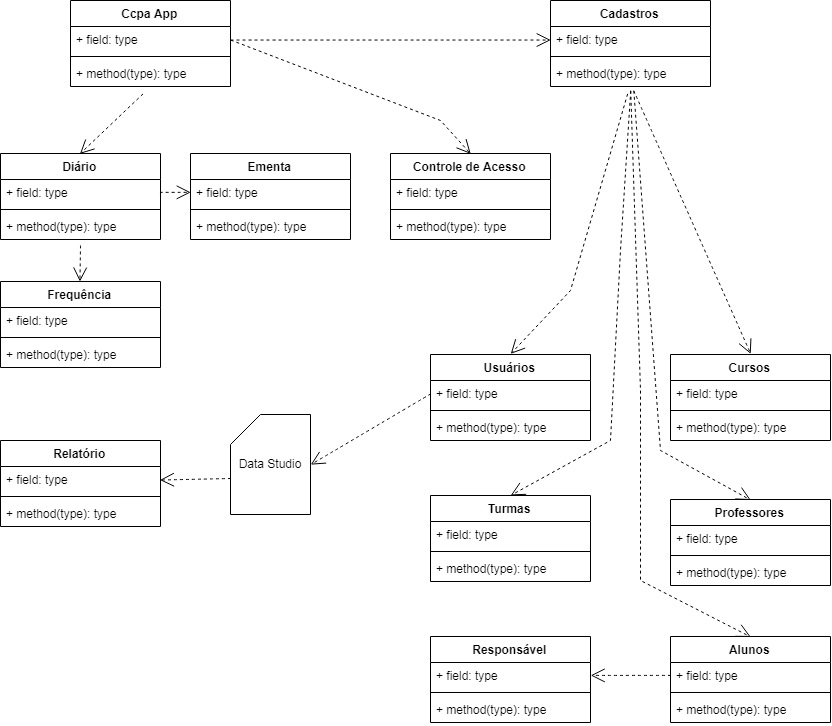 Ccpa App
+ field: type
+ method(type): type
Cadastros
+ field: type
+ method(type): type
Diário
+ field: type
+ method(type): type
Ementa
+ field: type
+ method(type): type
Controle de Acesso
+ field: type
+ method(type): type
Frequência
+ field: type
+ method(type): type
Usuários
+ field: type
+ method(type): type
Cursos
+ field: type
+ method(type): type
Data Studio
Relatório
+ field: type
+ method(type): type
Turmas
+ field: type
+ method(type): type
Professores
+ field: type
+ method(type): type
Responsável
+ field: type
+ method(type): type
Alunos
+ field: type
+ method(type): type